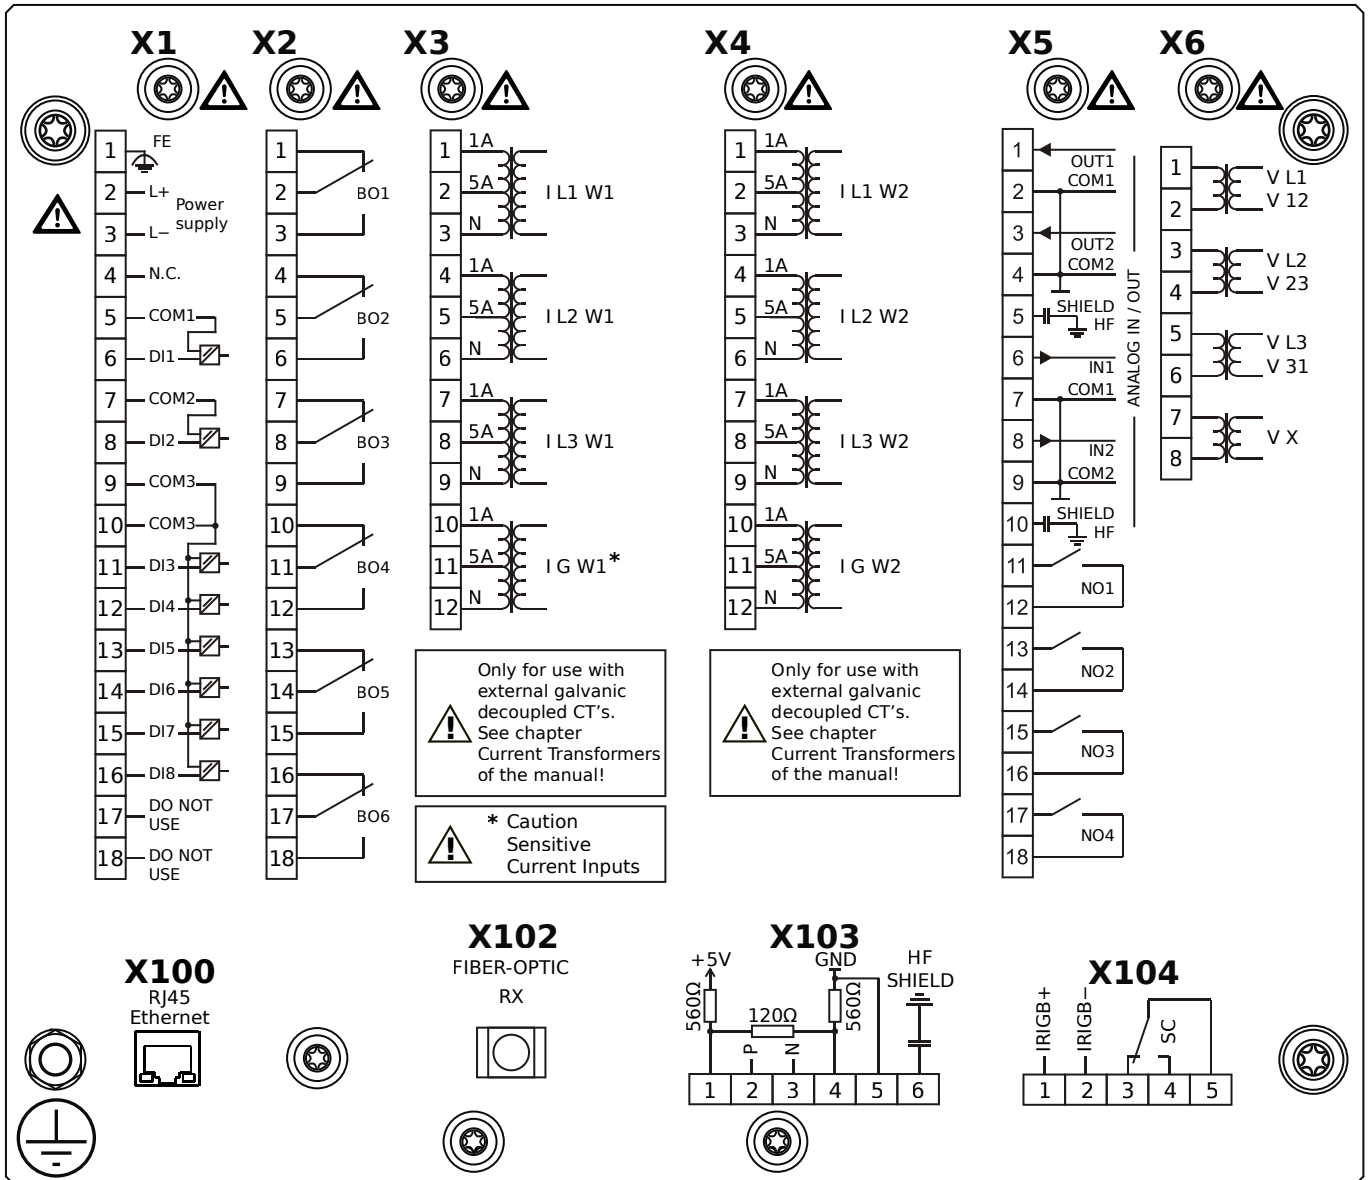 X1
X2
X3
X4
X5
X6
1
FE
2
L+
Power
supply
3
L−
4
N.C.
5
COM1
6
DI1
7
COM2
8
DI2
9
COM3
10
COM3
11
DI3
12
DI4
13
DI5
14
DI6
15
DI7
16
DI8
17
DO NOT
USE
18
DO NOT
USE
1
2
BO1
3
4
5
BO2
6
7
8
BO3
9
10
11
BO4
12
13
14
BO5
15
16
17
BO6
18
1
1A
2
5A
I L1 W1
3
N
4
1A
5
5A
I L2 W1
6
N
7
1A
8
5A
I L3 W1
9
N
10
1A
11
5A
I G W1*
12
N
Only for use with
external galvanic
decoupled CT's.
See chapter
Current Transformers
of the manual!
* Caution
Sensitive
Current Inputs
1
1A
2
5A
I L1 W2
3
N
4
1A
5
5A
I L2 W2
6
N
7
1A
8
5A
I L3 W2
9
N
10
1A
11
5A
I G W2
12
N
Only for use with
external galvanic
decoupled CT's.
See chapter
Current Transformers
of the manual!
1
OUT1
2
COM1
3
OUT2
4
COM2
5
SHIELD
HF
6
IN1
7
COM1
8
IN2
9
COM2
10
SHIELD
HF
ANALOG IN / OUT
11
NO1
12
13
NO2
14
15
NO3
16
17
NO4
18
1
V L1
2
V 12
3
V L2
4
V 23
5
V L3
6
V 31
7
V X
8
X100
RJ45
Ethernet
X102
FIBER-OPTIC
RX
X103
+5V
GND
HF
SHIELD
560Ω
120Ω
560Ω
P
N
1 2 3 4 5 6
X104
IRIGB+
IRIGB−
SC
1 2 3 4 5